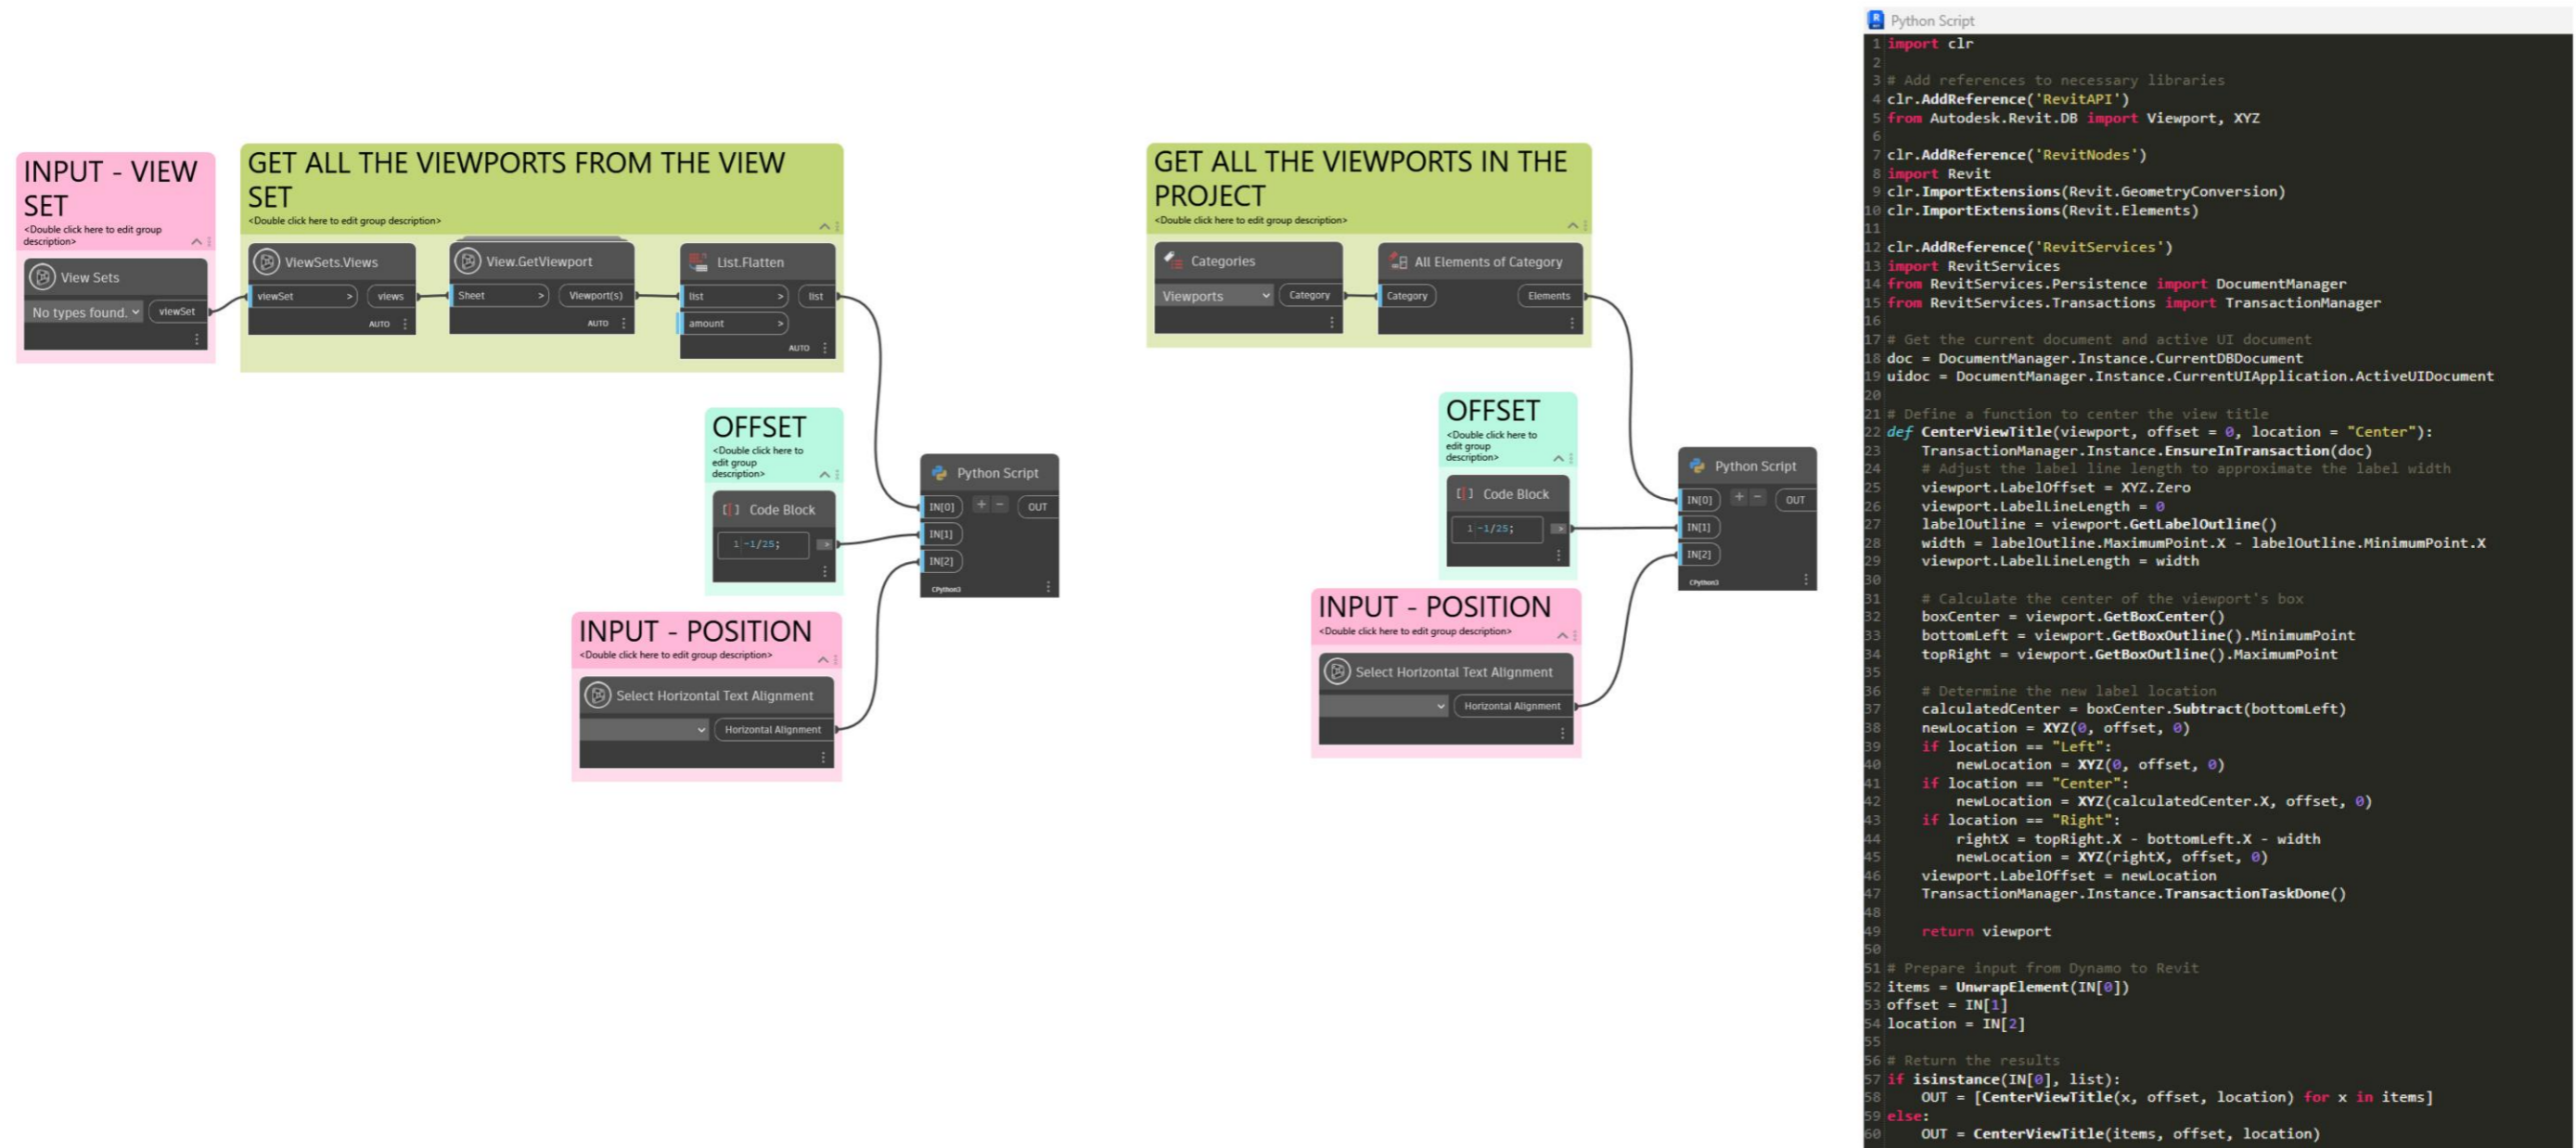 INPUT - VIEW
SET
<Double click here to edit group
description>
View Sets
No types found.
viewSet
GET ALL THE VIEWPORTS FROM THE VIEW
SET
<Double click here to edit group description>
ViewSets.Views
viewSet > views
AUTO
View.GetViewport
Sheet > Viewport(s)
AUTO
List.Flatten
list > list
amount >
AUTO
OFFSET
<Double click here to
edit group
description>
Code Block
1 -1/25; >
INPUT - POSITION
<Double click here to edit group description>
Select Horizontal Text Alignment
Horizontal Alignment
Python Script
IN[0] + - OUT
IN[1]
IN[2]
CPython3
GET ALL THE VIEWPORTS IN THE
PROJECT
<Double click here to edit group description>
Categories
Viewports Category
All Elements of Category
Category Elements
OFFSET
<Double click here to
edit group
description>
Code Block
1 -1/25; >
INPUT - POSITION
<Double click here to edit group description>
Select Horizontal Text Alignment
Horizontal Alignment
Python Script
IN[0] + - OUT
IN[1]
IN[2]
CPython3
R Python Script
1 import clr
2
3 # Add references to necessary libraries
4 clr.AddReference('RevitAPI')
5 from Autodesk.Revit.DB import Viewport, XYZ
6
7 clr.AddReference('RevitNodes')
8 import Revit
9 clr.ImportExtensions(Revit.GeometryConversion)
10 clr.ImportExtensions(Revit.Elements)
11
12 clr.AddReference('RevitServices')
13 import RevitServices
14 from RevitServices.Persistence import DocumentManager
15 from RevitServices.Transactions import TransactionManager
16
17 # Get the current document and active UI document
18 doc = DocumentManager.Instance.CurrentDBDocument
19 uidoc = DocumentManager.Instance.CurrentUIApplication.ActiveUIDocument
20
21 # Define a function to center the view title
22 def CenterViewTitle(viewport, offset = 0, location = "Center"):
23     TransactionManager.Instance.EnsureInTransaction(doc)
24     # Adjust the label line length to approximate the label width
25     viewport.LabelOffset = XYZ.Zero
26     viewport.LabelLineLength = 0
27     labelOutline = viewport.GetLabelOutline()
28     width = labelOutline.MaximumPoint.X - labelOutline.MinimumPoint.X
29     viewport.LabelLineLength = width
30
31     # Calculate the center of the viewport's box
32     boxCenter = viewport.GetBoxCenter()
33     bottomLeft = viewport.GetBoxOutline().MinimumPoint
34     topRight = viewport.GetBoxOutline().MaximumPoint
35
36     # Determine the new label location
37     calculatedCenter = boxCenter.Subtract(bottomLeft)
38     newLocation = XYZ(0, offset, 0)
39     if location == "Left":
40         newLocation = XYZ(0, offset, 0)
41     if location == "Center":
42         newLocation = XYZ(calculatedCenter.X, offset, 0)
43     if location == "Right":
44         rightX = topRight.X - bottomLeft.X - width
45         newLocation = XYZ(rightX, offset, 0)
46     viewport.LabelOffset = newLocation
47     TransactionManager.Instance.TransactionTaskDone()
48
49     return viewport
50
51 # Prepare input from Dynamo to Revit
52 items = UnwrapElement(IN[0])
53 offset = IN[1]
54 location = IN[2]
55
56 # Return the results
57 if isinstance(IN[0], list):
58     OUT = [CenterViewTitle(x, offset, location) for x in items]
59 else:
60     OUT = CenterViewTitle(items, offset, location)